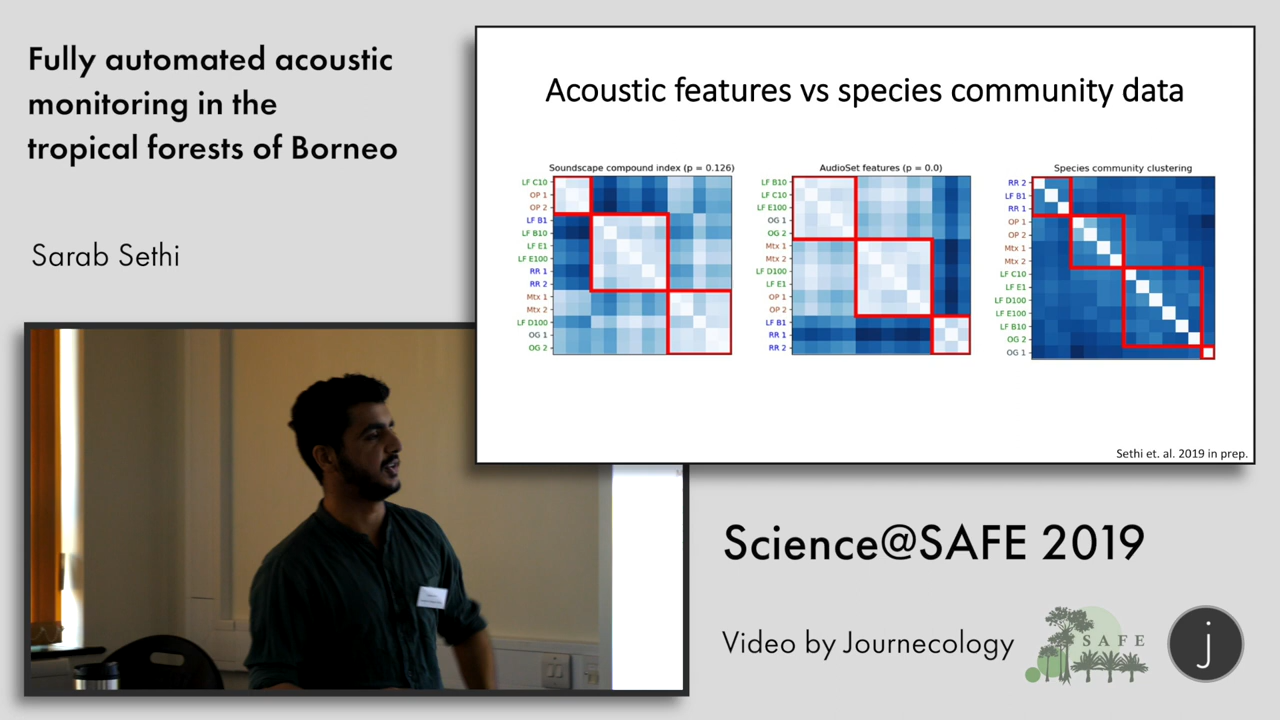 Fully automated acoustic
monitoring in the
tropical forests of Borneo
Sarab Sethi
Acoustic features vs species community data
Soundscape compound index (p = 0.126)
LF C10
OP 1
OP 2
LF B1
LF B10
LF E1
LF E100
RR 1
RR 2
Mtx 1
Mtx 2
LF D100
OG 1
OG 2
AudioSet features (p = 0.0)
LF B10
LF C10
LF E100
OG 1
OG 2
Mtx 1
Mtx 2
LF D100
LF E1
OP 1
OP 2
LF B1
RR 1
RR 2
Species community clustering
RR 2
LF B1
RR 1
OP 1
OP 2
Mtx 1
Mtx 2
LF C10
LF E1
LF D100
LF E100
LF B10
OG 2
OG 1
Sethi et. al. 2019 in prep.
Science@SAFE 2019
Video by Journecology
SAFE
j